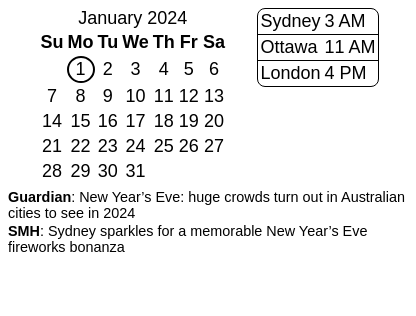 January 2024
Su Mo Tu We Th Fr Sa
1 2 3 4 5 6
7 8 9 10 11 12 13
14 15 16 17 18 19 20
21 22 23 24 25 26 27
28 29 30 31
Sydney 3 AM
Ottawa 11 AM
London 4 PM
Guardian: New Year’s Eve: huge crowds turn out in Australian
cities to see in 2024
SMH: Sydney sparkles for a memorable New Year’s Eve
fireworks bonanza